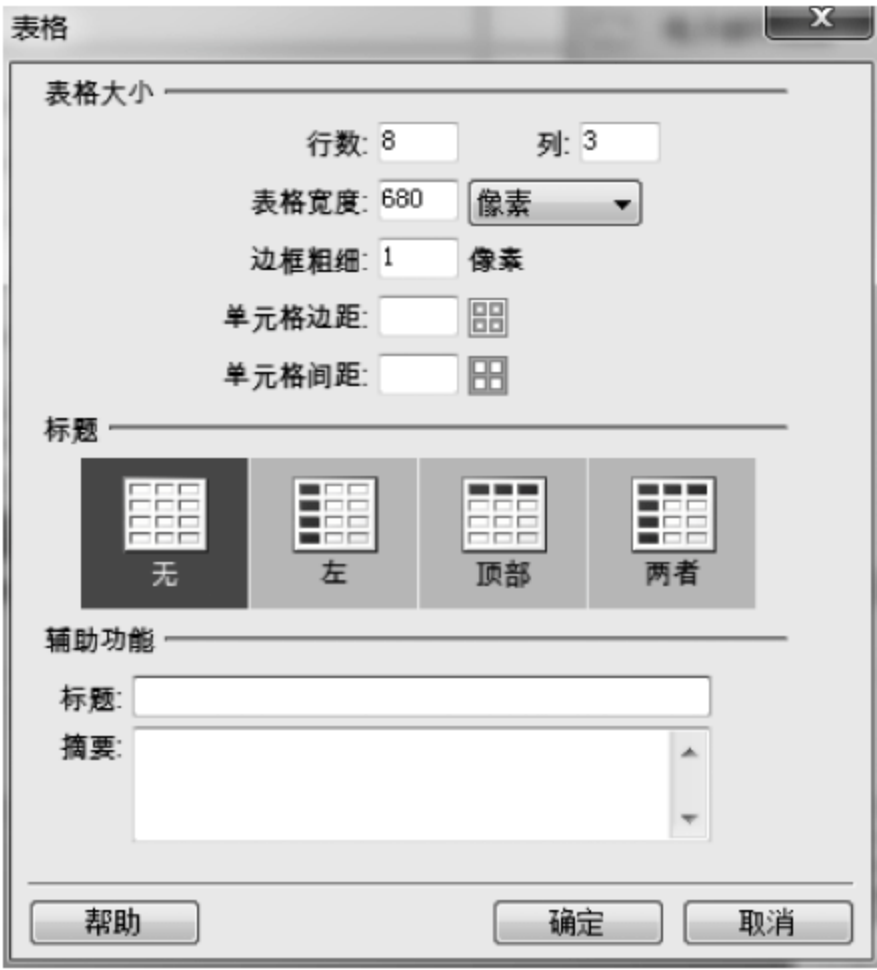 表格
X
表格大小
行数: 8 列: 3
表格宽度: 680 像素
边框粗细: 1 像素
单元格边距:
单元格间距:
标题
无 左 顶部 两者
辅助功能
标题:
摘要:
帮助 确定 取消